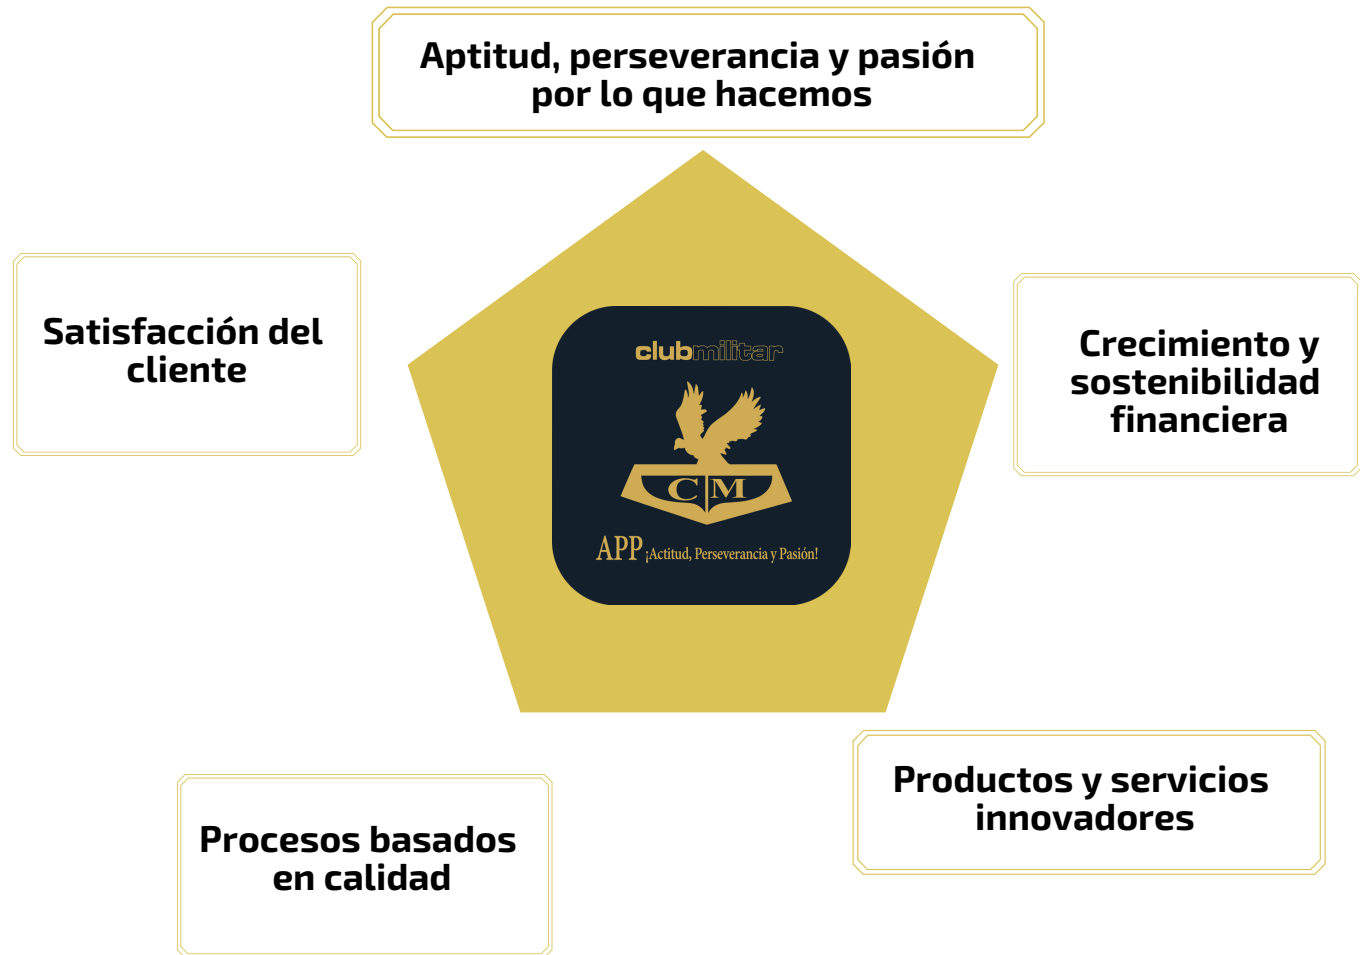 Aptitud, perseverancia y pasión
por lo que hacemos
Satisfacción del
cliente
Crecimiento y
sostenibilidad
financiera
clubmilitar
C M
APP ¡Actitud, Perseverancia y Pasión!
Productos y servicios
innovadores
Procesos basados
en calidad